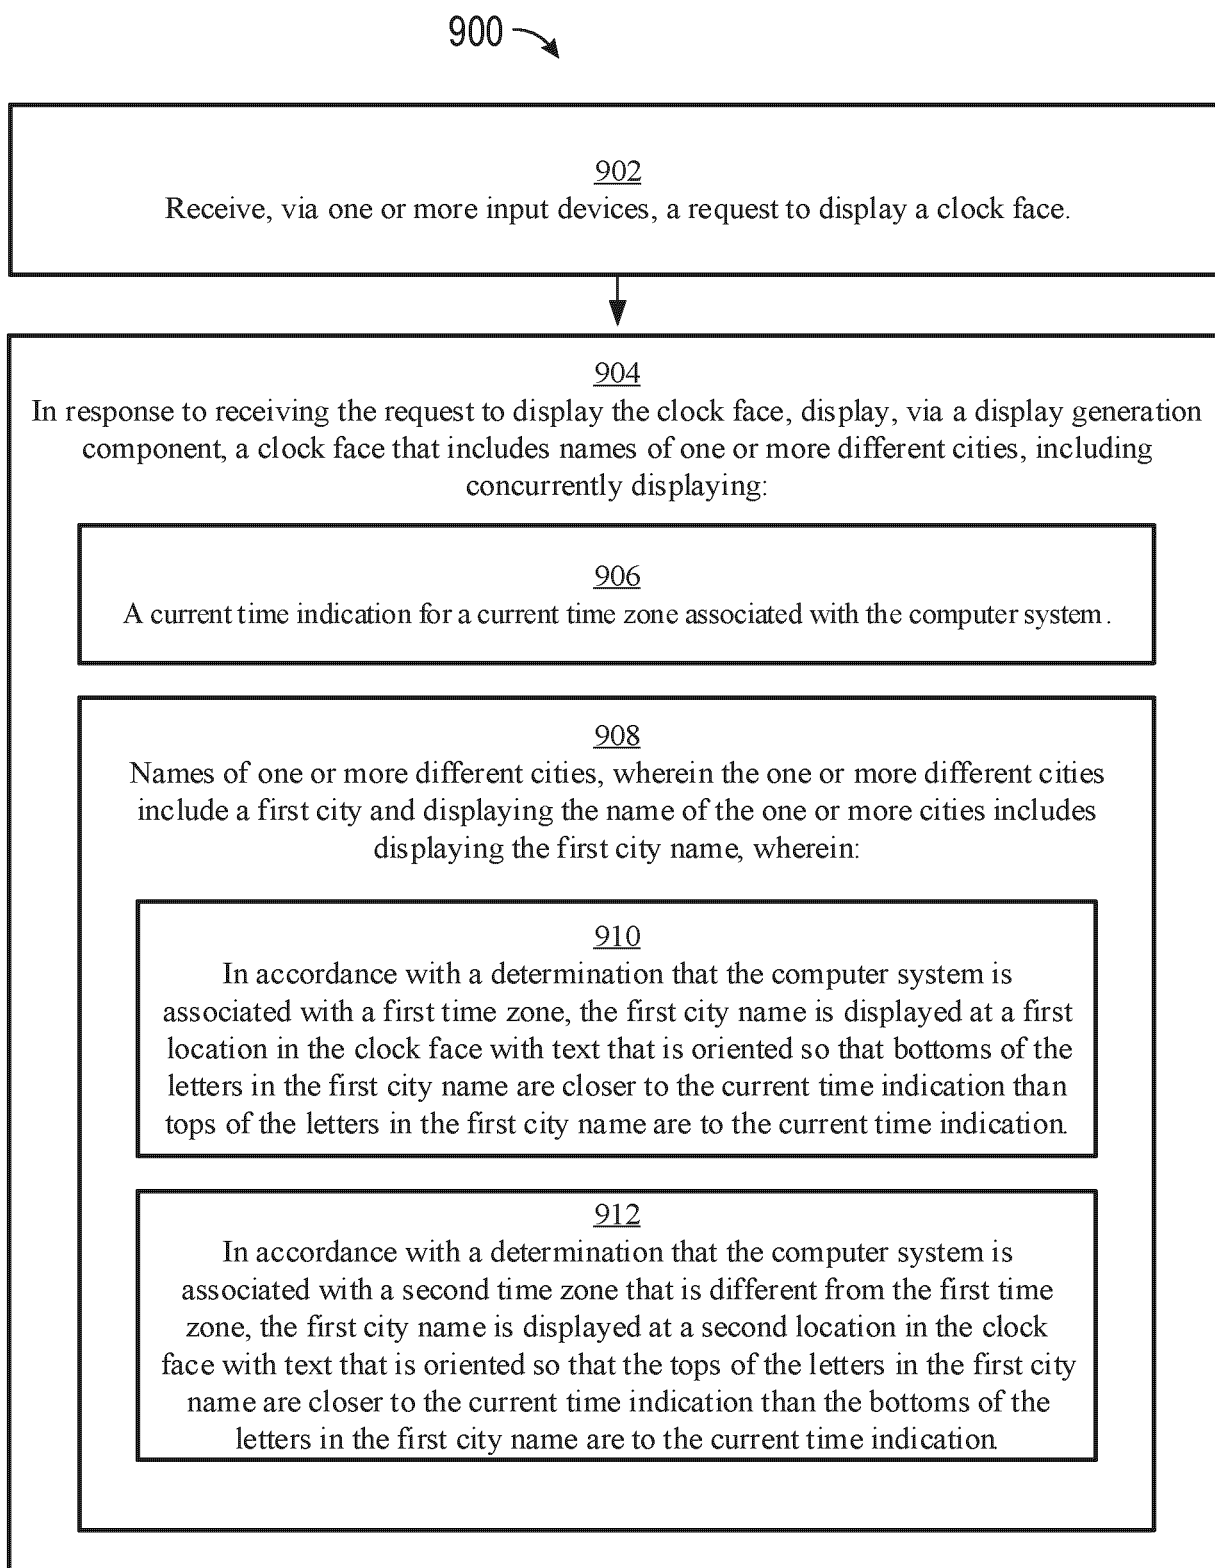 900
902
Receive, via one or more input devices, a request to display a clock face.
904
In response to receiving the request to display the clock face, display, via a display generation
component, a clock face that includes names of one or more different cities, including
concurrently displaying:
906
A current time indication for a current time zone associated with the computer system.
908
Names of one or more different cities, wherein the one or more different cities
include a first city and displaying the name of the one or more cities includes
displaying the first city name, wherein:
910
In accordance with a determination that the computer system is
associated with a first time zone, the first city name is displayed at a first
location in the clock face with text that is oriented so that bottoms of the
letters in the first city name are closer to the current time indication than
tops of the letters in the first city name are to the current time indication.
912
In accordance with a determination that the computer system is
associated with a second time zone that is different from the first time
zone, the first city name is displayed at a second location in the clock
face with text that is oriented so that the tops of the letters in the first city
name are closer to the current time indication than the bottoms of the
letters in the first city name are to the current time indication